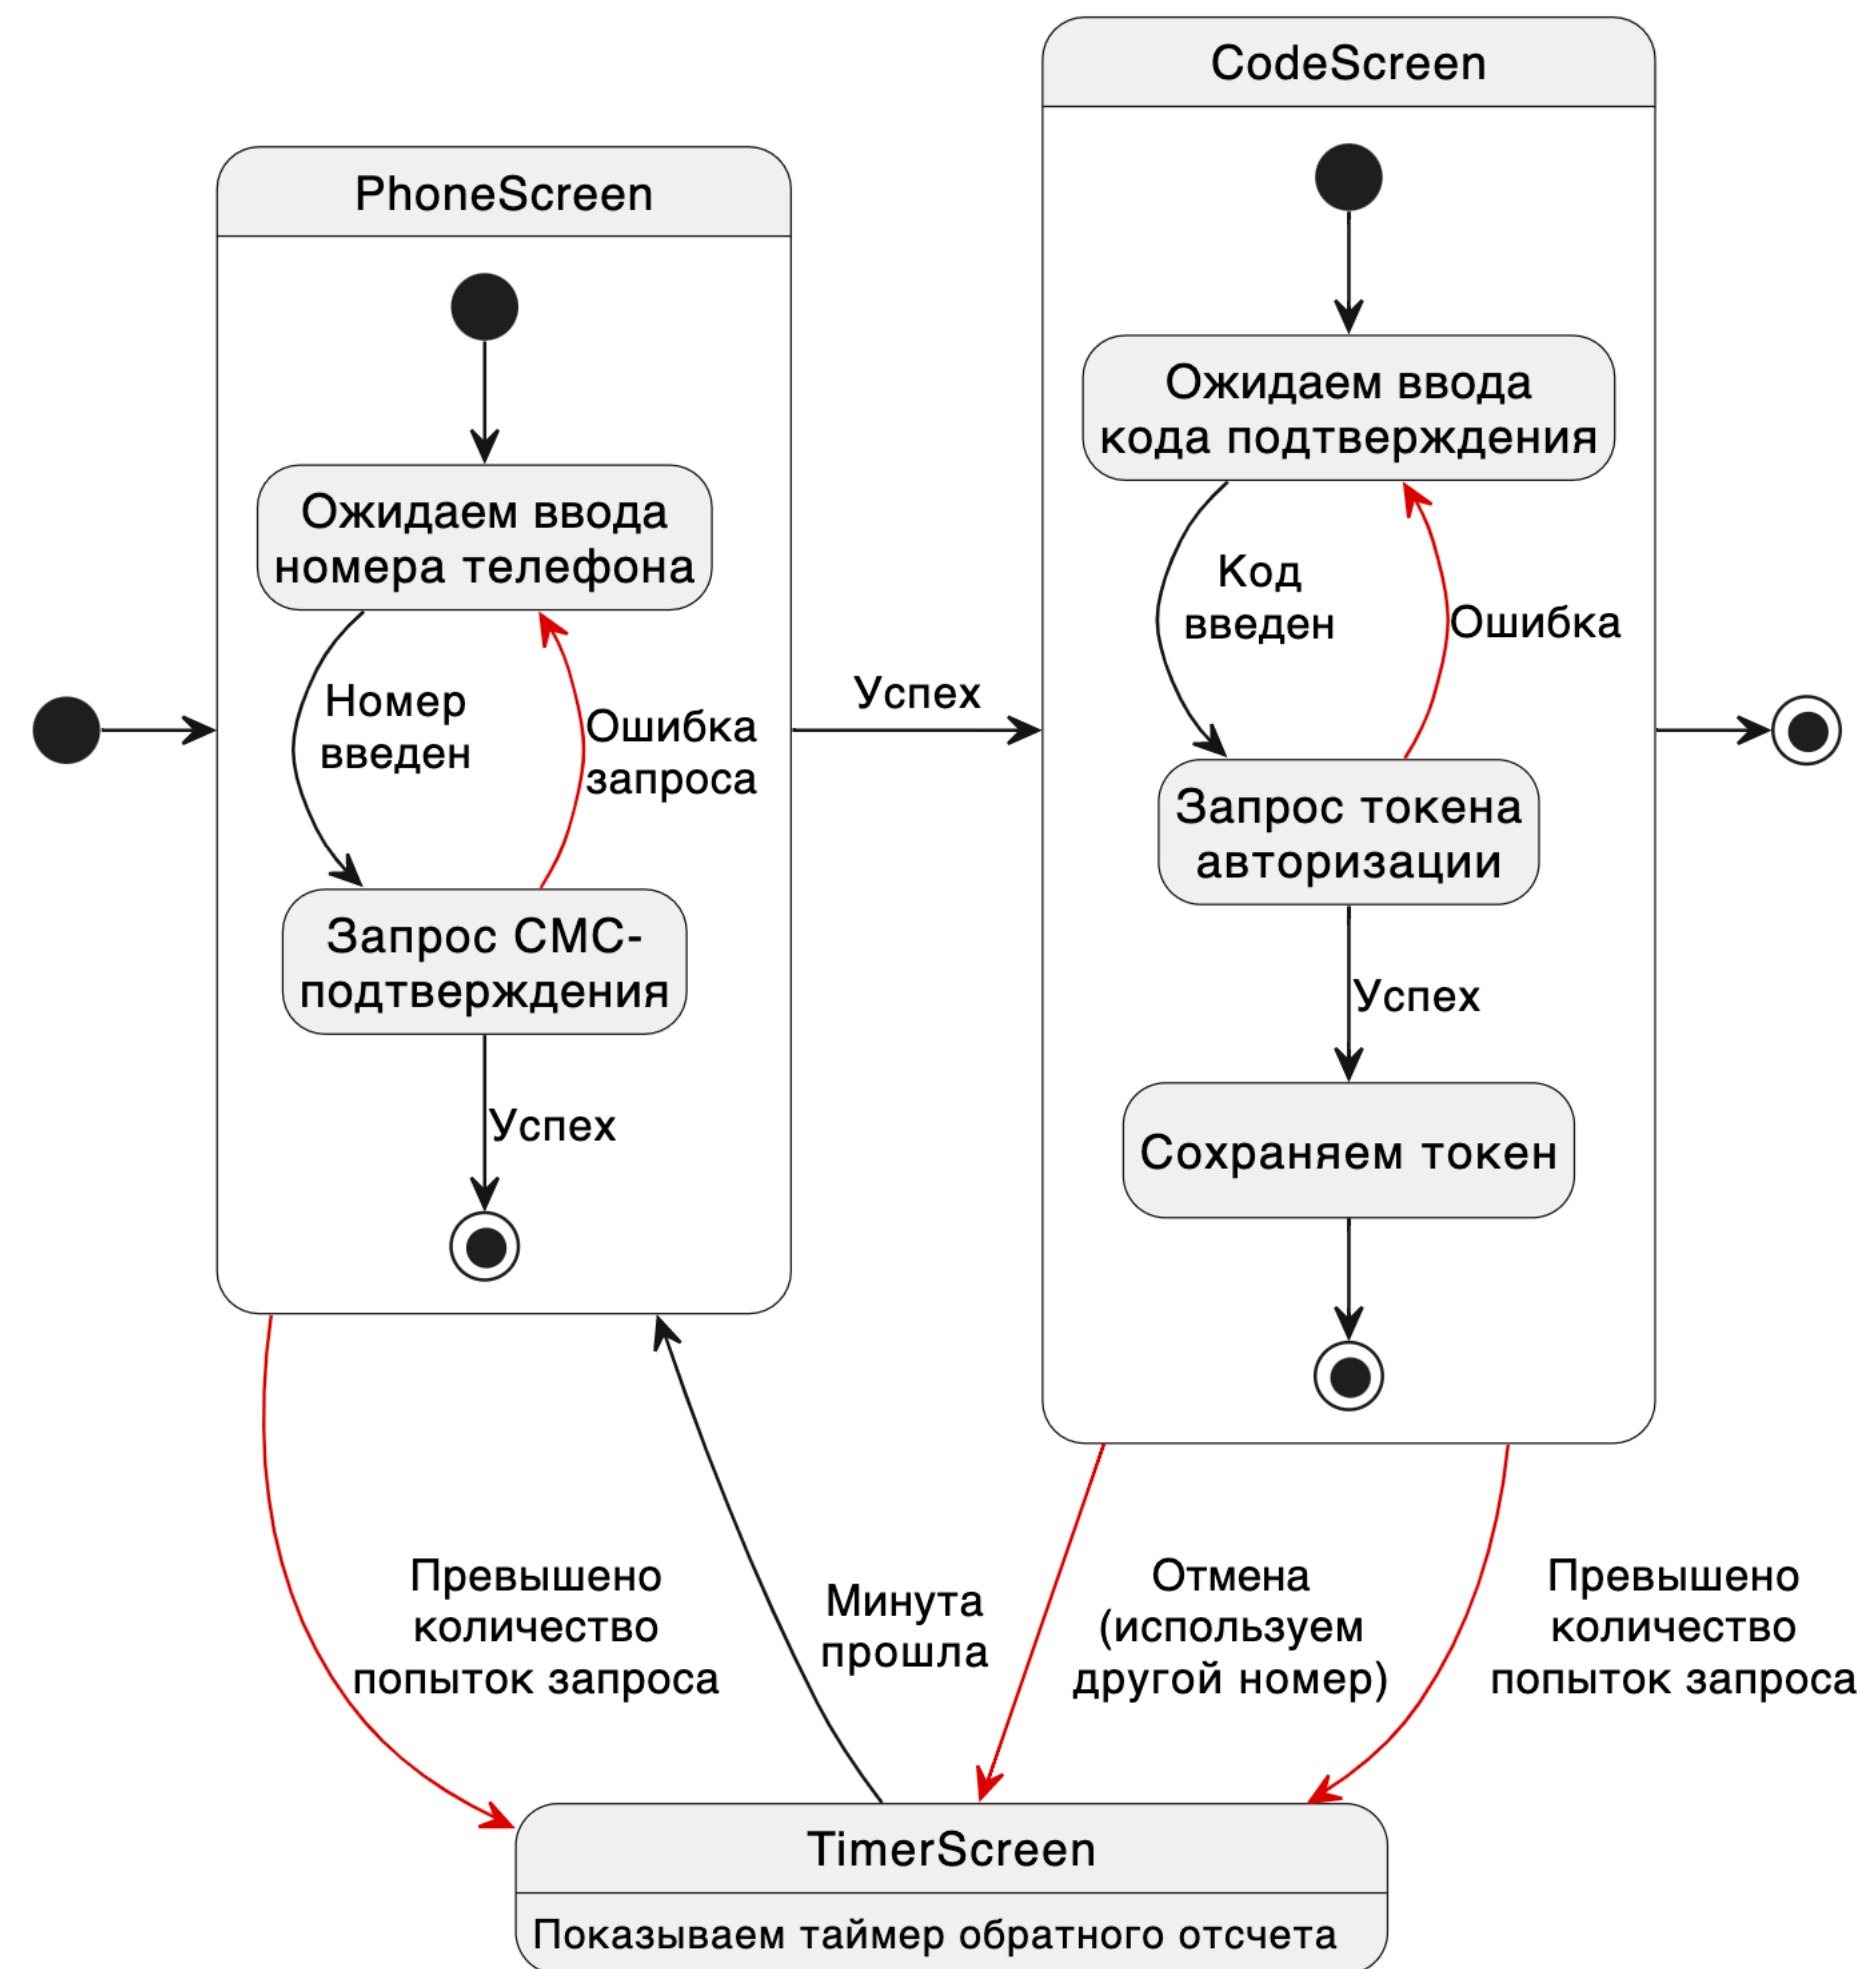 PhoneScreen
Ожидаем ввода
номера телефона
Номер
введен
Ошибка
запроса
Запрос СМС-
подтверждения
Успех
Успех
CodeScreen
Ожидаем ввода
кода подтверждения
Код
введен
Ошибка
Запрос токена
авторизации
Успех
Сохраняем токен
Превышено
количество
попыток запроса
Минута
прошла
Отмена
(используем
другой номер)
Превышено
количество
попыток запроса
TimerScreen
Показываем таймер обратного отсчета